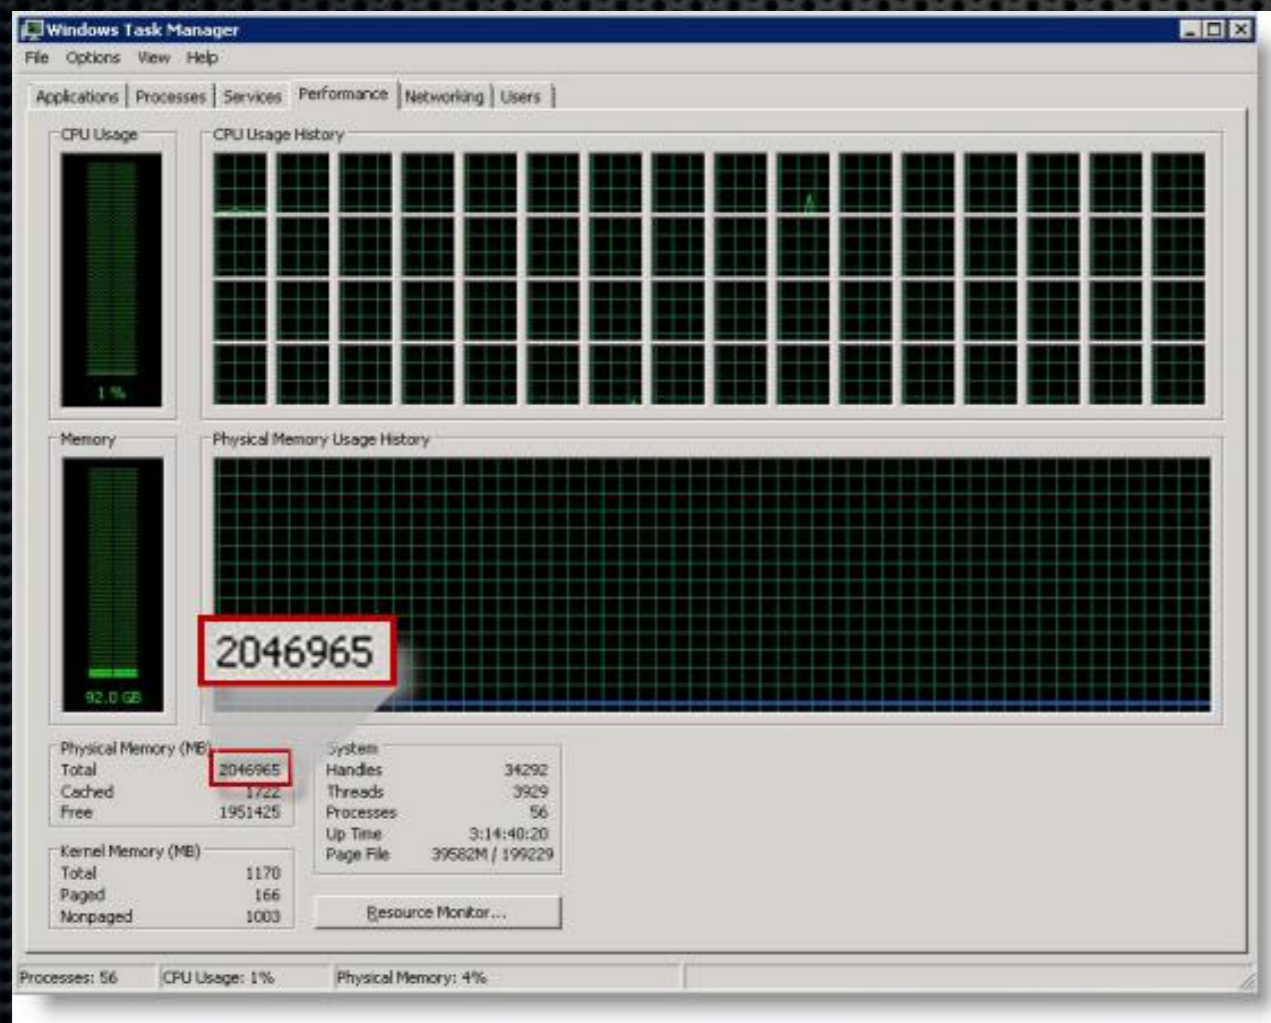 Windows Task Manager
File Options View Help
Applications Processes Services Performance Networking Users
CPU Usage
1 %
CPU Usage History
Memory
92.0 GB
Physical Memory Usage History
2046965
Physical Memory (MB)
Total 2046965
Cached 1722
Free 1951425
Kernel Memory (MB)
Total 1170
Paged 166
Nonpaged 1003
System
Handles 34292
Threads 3929
Processes 56
Up Time 3:14:40:20
Page File 39582M / 199229
Resource Monitor...
Processes: 56 CPU Usage: 1% Physical Memory: 4%